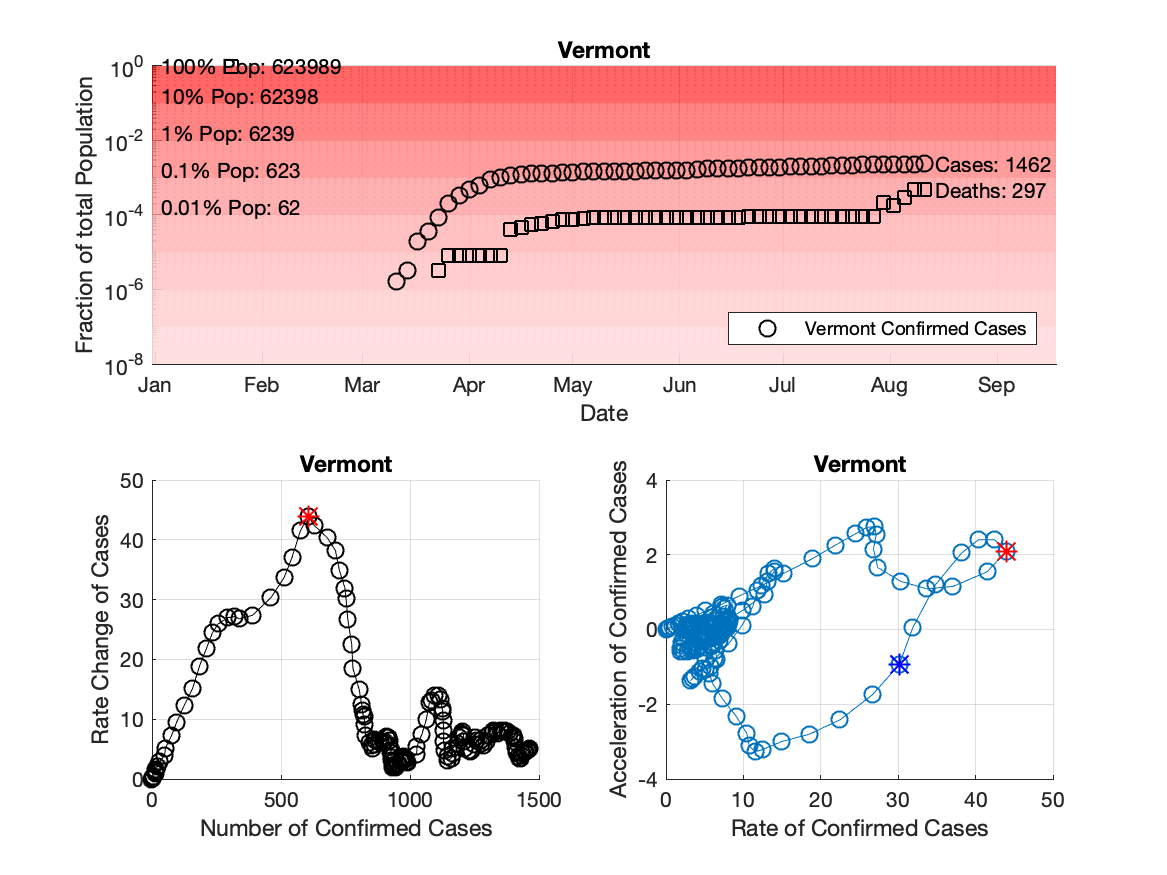 Vermont
Fraction of total Population
10^0
10^-2
10^-4
10^-6
10^-8
100% Pop: 623989
10% Pop: 62398
1% Pop: 6239
0.1% Pop: 623
0.01% Pop: 62
Cases: 1462
Deaths: 297
Vermont Confirmed Cases
Jan Feb Mar Apr May Jun Jul Aug Sep
Date
Vermont
Rate Change of Cases
50
40
30
20
10
0
0 500 1000 1500
Number of Confirmed Cases
Vermont
Acceleration of Confirmed Cases
4
2
0
-2
-4
0 10 20 30 40 50
Rate of Confirmed Cases